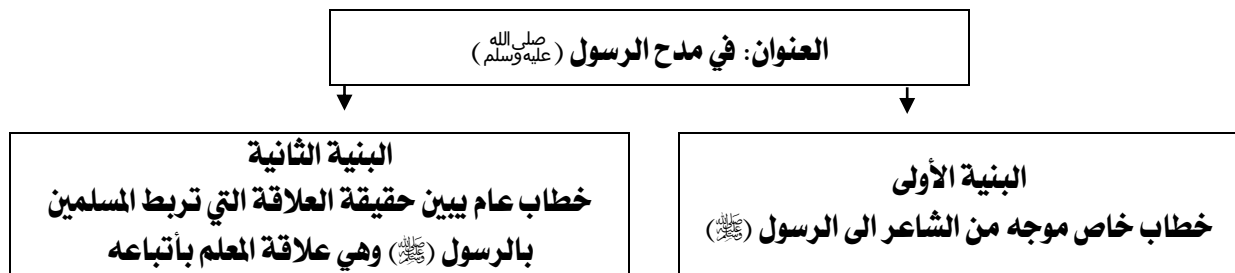 العنوان: في مدح الرسول (صلى الله عليه وسلم)
البنية الأولى
خطاب خاص موجه من الشاعر الى الرسول (ﷺ)
البنية الثانية
خطاب عام يبين حقيقة العلاقة التي تربط المسلمين
بالرسول (ﷺ) وهي علاقة المعلم بأتباعه